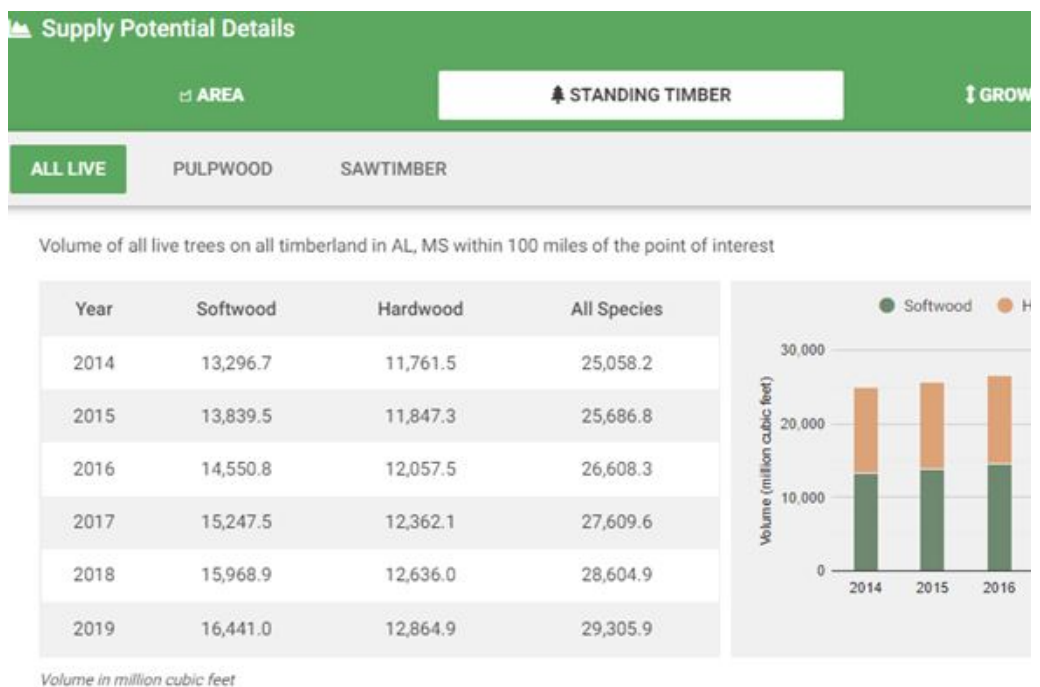 Supply Potential Details
AREA STANDING TIMBER GROW
ALL LIVE PULPWOOD SAWTIMBER
Volume of all live trees on all timberland in AL, MS within 100 miles of the point of interest
Year Softwood Hardwood All Species
2014 13,296.7 11,761.5 25,058.2
2015 13,839.5 11,847.3 25,686.8
2016 14,550.8 12,057.5 26,608.3
2017 15,247.5 12,362.1 27,609.6
2018 15,968.9 12,636.0 28,604.9
2019 16,441.0 12,864.9 29,305.9
Volume in million cubic feet
Softwood H
Volume (million cubic feet)
30,000
20,000
10,000
0
2014 2015 2016